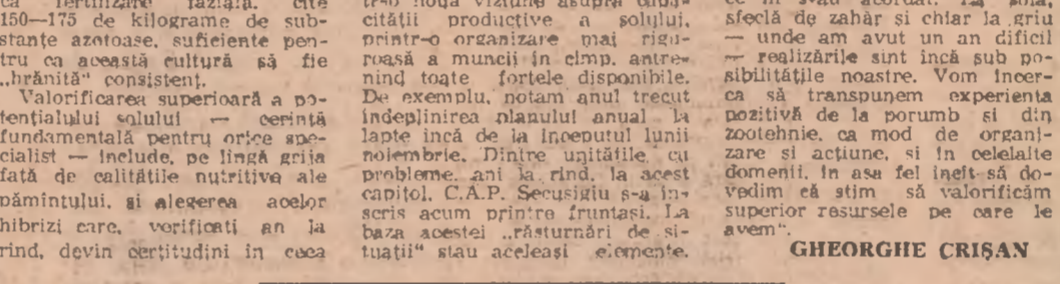 ca fertilizare fazială, cîte
150—175 de kilograme de sub-
stanțe azotoase, suficiente pen-
tru ca această cultură să fie
„hrănită“ consistent.
Valorificarea superioară a po-
tențialului solului — cerință
fundamentală pentru orice spe-
cialist — include, pe lîngă grija
față de calitățile nutritive ale
pămîntului, și alegerea acelor
hibrizi care, verificați an la
rînd, devin certitudini în ceea
nouă viziune asupra capa-
cității productive a solului,
printr-o organizare mai rigu-
roasă a muncii în cîmp, antre-
nînd toate forțele disponibile.
De exemplu, notam anul trecut
îndeplinirea planului anual la
lapte încă de la începutul lunii
noiembrie. Dintre unitățile cu
probleme, ani la rînd, la acest
capitol, C.A.P. Secusigiu s-a în-
scris acum printre fruntași. La
baza acestei „răsturnări de si-
tuații“ stau aceleași elemente.
ce ni s-au acordat. La
sfeclă de zahăr și chiar la grîu
— unde am avut un an dificil
— realizările sînt încă sub po-
sibilitățile noastre. Vom încer-
ca să transpunem experiența
pozitivă de la porumb și din
zootehnie, ca mod de organi-
zare și acțiune, și în celelalte
domenii, în așa fel încît să do-
vedim că știm să valorificăm
superior resursele pe care le
avem“.
GHEORGHE CRIȘAN